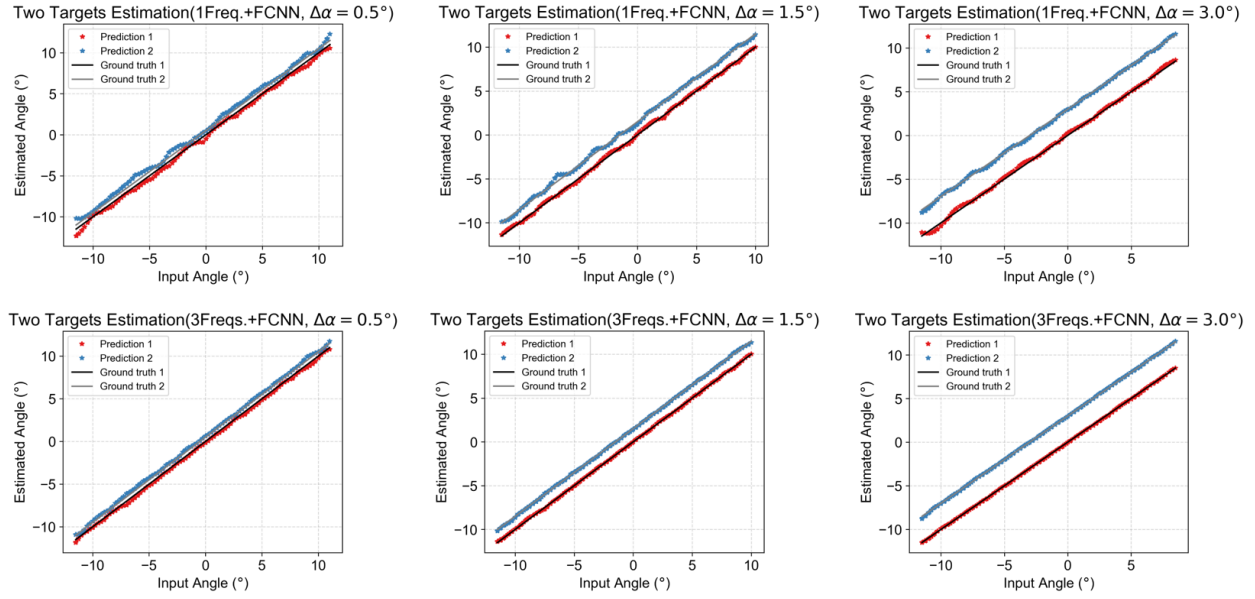 Two Targets Estimation(1Freq.+FCNN, Δα = 0.5°)
Prediction 1
Prediction 2
Ground truth 1
Ground truth 2
Estimated Angle (°)
10
5
0
−5
−10
−10
−5
0
5
10
Input Angle (°)
Two Targets Estimation(1Freq.+FCNN, Δα = 1.5°)
Prediction 1
Prediction 2
Ground truth 1
Ground truth 2
Estimated Angle (°)
10
5
0
−5
−10
−10
−5
0
5
10
Input Angle (°)
Two Targets Estimation(1Freq.+FCNN, Δα = 3.0°)
Prediction 1
Prediction 2
Ground truth 1
Ground truth 2
Estimated Angle (°)
10
5
0
−5
−10
−10
−5
0
5
Input Angle (°)
Two Targets Estimation(3Freqs.+FCNN, Δα = 0.5°)
Prediction 1
Prediction 2
Ground truth 1
Ground truth 2
Estimated Angle (°)
10
5
0
−5
−10
−10
−5
0
5
10
Input Angle (°)
Two Targets Estimation(3Freqs.+FCNN, Δα = 1.5°)
Prediction 1
Prediction 2
Ground truth 1
Ground truth 2
Estimated Angle (°)
10
5
0
−5
−10
−10
−5
0
5
10
Input Angle (°)
Two Targets Estimation(3Freqs.+FCNN, Δα = 3.0°)
Prediction 1
Prediction 2
Ground truth 1
Ground truth 2
Estimated Angle (°)
10
5
0
−5
−10
−10
−5
0
5
Input Angle (°)